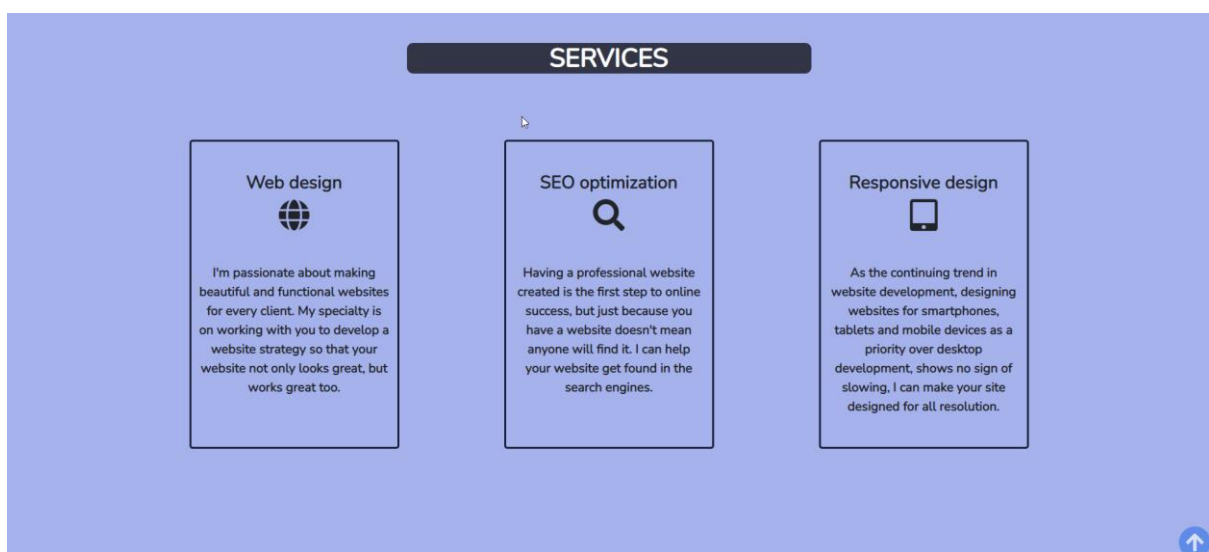 SERVICES
Web design
I'm passionate about making
beautiful and functional websites
for every client. My specialty is
on working with you to develop a
website strategy so that your
website not only looks great, but
works great too.
SEO optimization
Having a professional website
created is the first step to online
success, but just because you
have a website doesn't mean
anyone will find it. I can help
your website get found in the
search engines.
Responsive design
As the continuing trend in
website development, designing
websites for smartphones,
tablets and mobile devices as a
priority over desktop
development, shows no sign of
slowing, I can make your site
designed for all resolution.